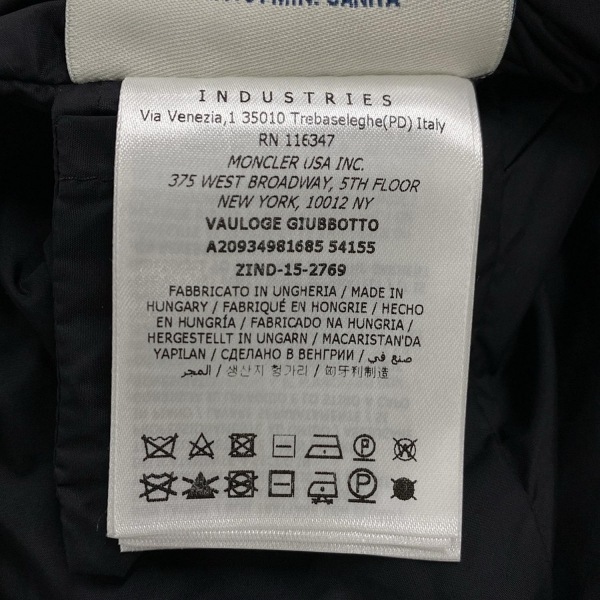 MIN. SANITA
INDUSTRIES
Via Venezia,1 35010 Trebaseleghe(PD) Italy
RN 116347
MONCLER USA INC.
375 WEST BROADWAY, 5TH FLOOR
NEW YORK, 10012 NY
VAULOGE GIUBBOTTO
A20934981685 54155
ZIND-15-2769
FABBRICATO IN UNGHERIA / MADE IN
HUNGARY / FABRIQUÉ EN HONGRIE / HECHO
EN HUNGRÍA / FABRICADO NA HUNGRIA /
HERGESTELLT IN UNGARN / MACARISTAN'DA
YAPILAN / СДЕЛАНО В ВЕНГРИИ / صنع في
المجر / 생산지 헝가리 / 匈牙利制造